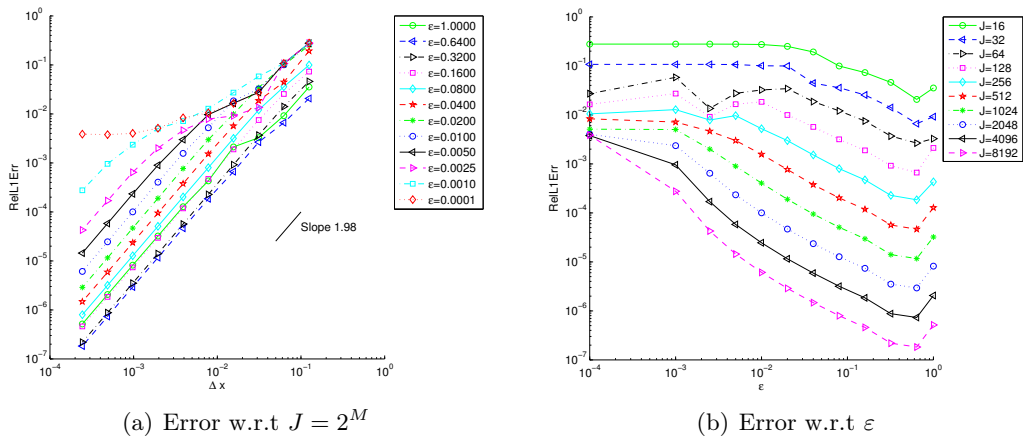 10^1
10^0
10^-1
10^-2
10^-3
10^-4
10^-5
10^-6
10^-7
RelL1Err
10^-4
10^-3
10^-2
10^-1
10^0
Δ x
Slope 1.98
ε=1.0000
ε=0.6400
ε=0.3200
ε=0.1600
ε=0.0800
ε=0.0400
ε=0.0200
ε=0.0100
ε=0.0050
ε=0.0025
ε=0.0010
ε=0.0001
(a) Error w.r.t J = 2^M
10^1
10^0
10^-1
10^-2
10^-3
10^-4
10^-5
10^-6
10^-7
RelL1Err
10^-4
10^-3
10^-2
10^-1
10^0
ε
J=16
J=32
J=64
J=128
J=256
J=512
J=1024
J=2048
J=4096
J=8192
(b) Error w.r.t ε